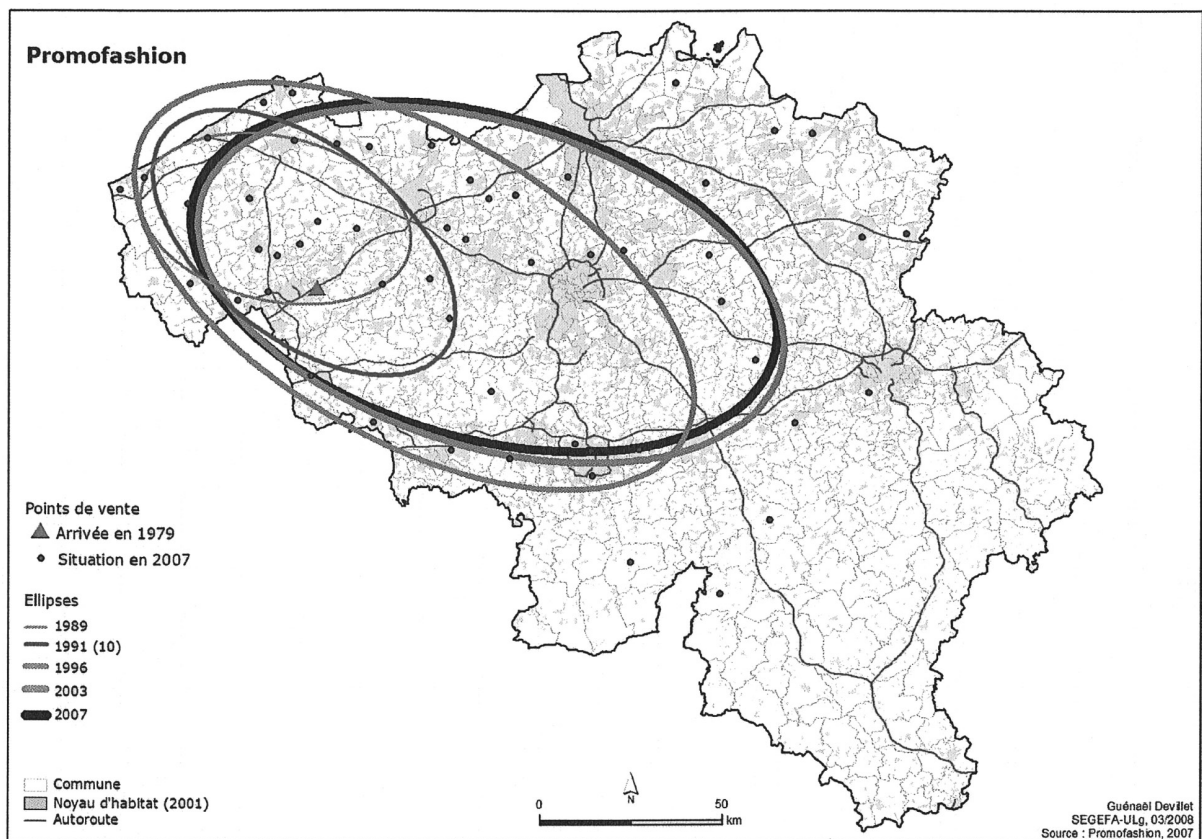 Promofashion
Points de vente
Arrivée en 1979
Situation en 2007
Ellipses
1989
1991 (10)
1996
2003
2007
Commune
Noyau d'habitat (2001)
Autoroute
N
0 50
km
Guénaël Devillet
SEGEFA-ULg, 03/2008
Source : Promofashion, 2007